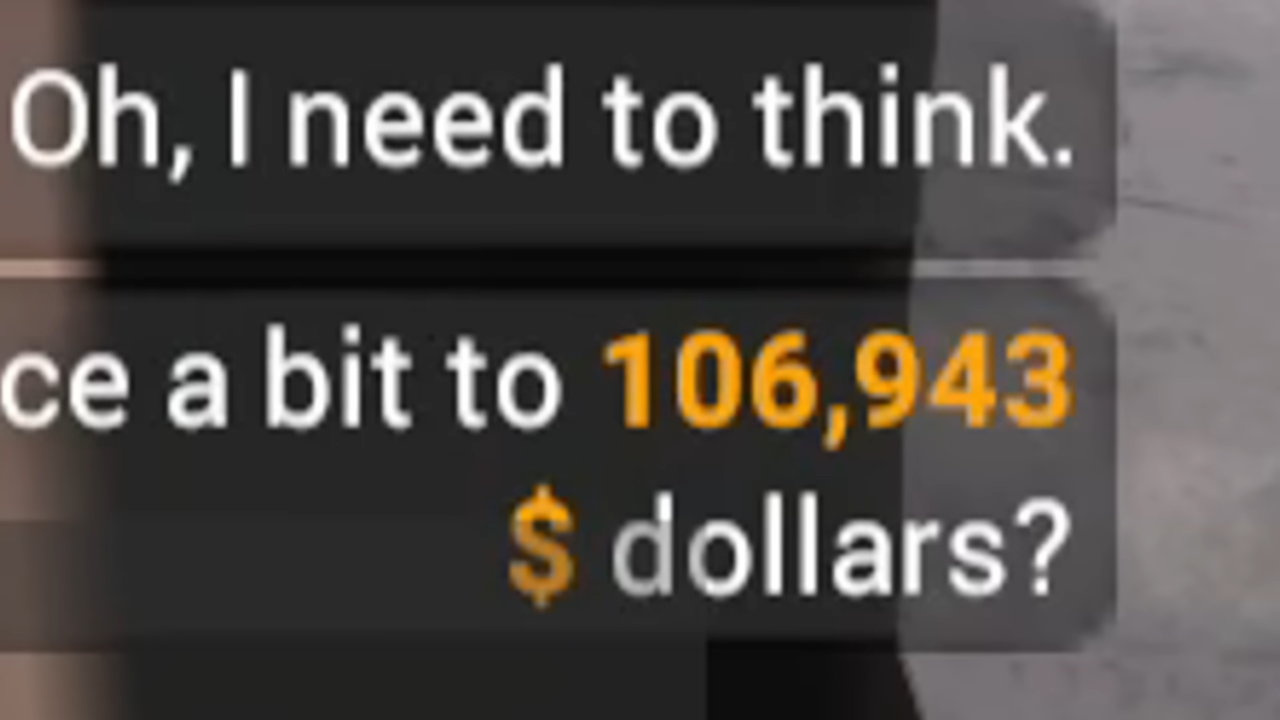 Oh, I need to think.
ce a bit to 106,943
$ dollars?